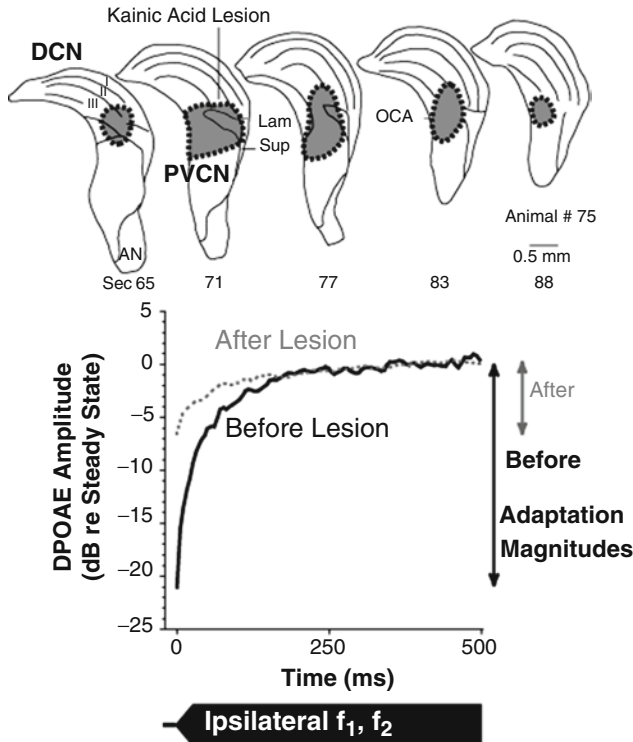 Kainic Acid Lesion
DCN
I
II
III
Lam
Sup
OCA
PVCN
AN
Animal # 75
0.5 mm
Sec 65
71
77
83
88
5
0
−5
−10
−15
−20
−25
DPOAE Amplitude
(dB re Steady State)
After Lesion
Before Lesion
After
Before
Adaptation
Magnitudes
0
250
500
Time (ms)
Ipsilateral f₁, f₂